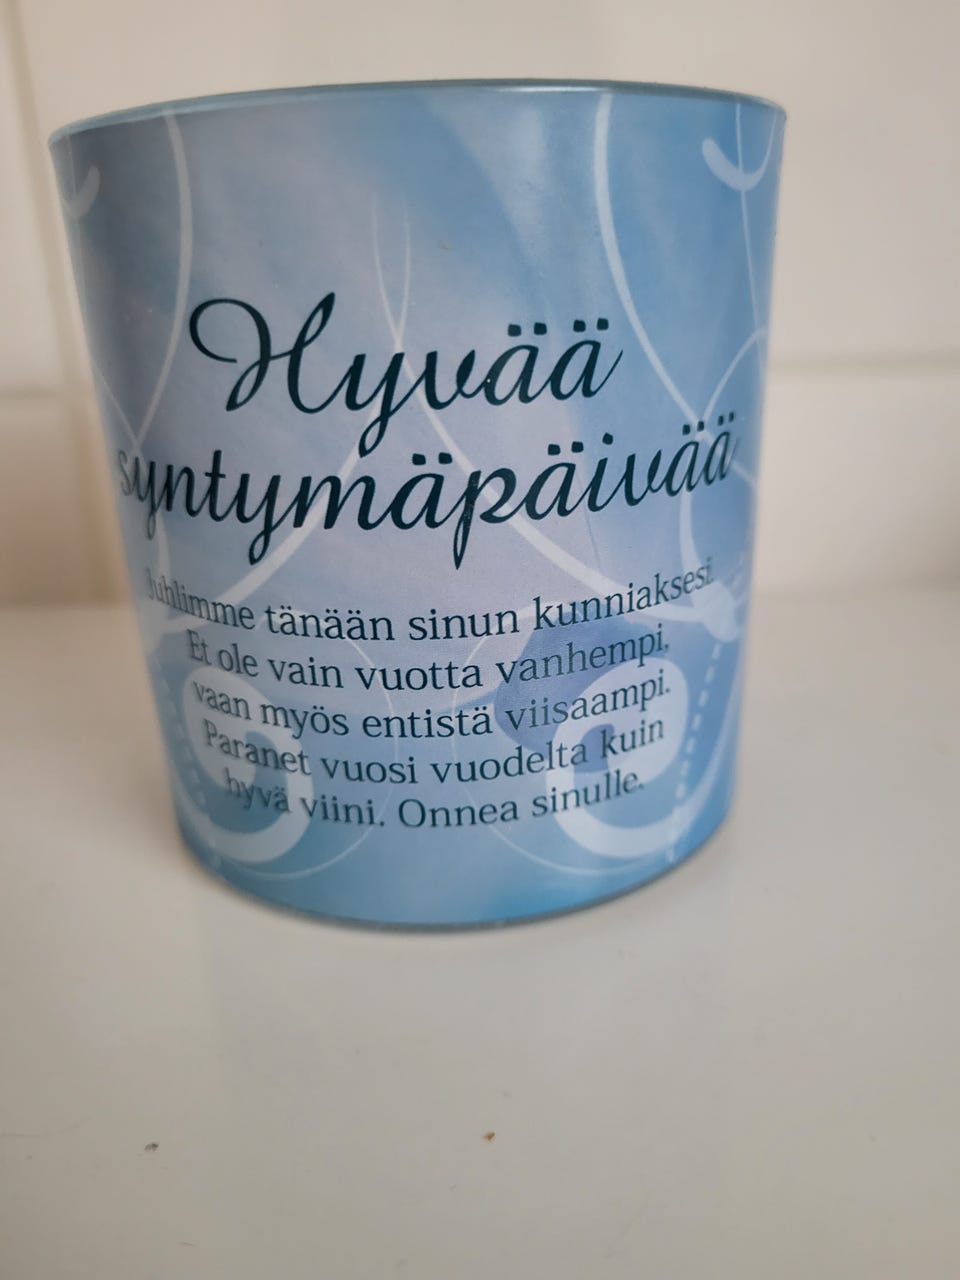 Hyvää
syntymäpäivää
Juhlimme tänään sinun kunniaksesi.
Et ole vain vuotta vanhempi,
vaan myös entistä viisaampi.
Paranet vuosi vuodelta kuin
hyvä viini. Onnea sinulle.